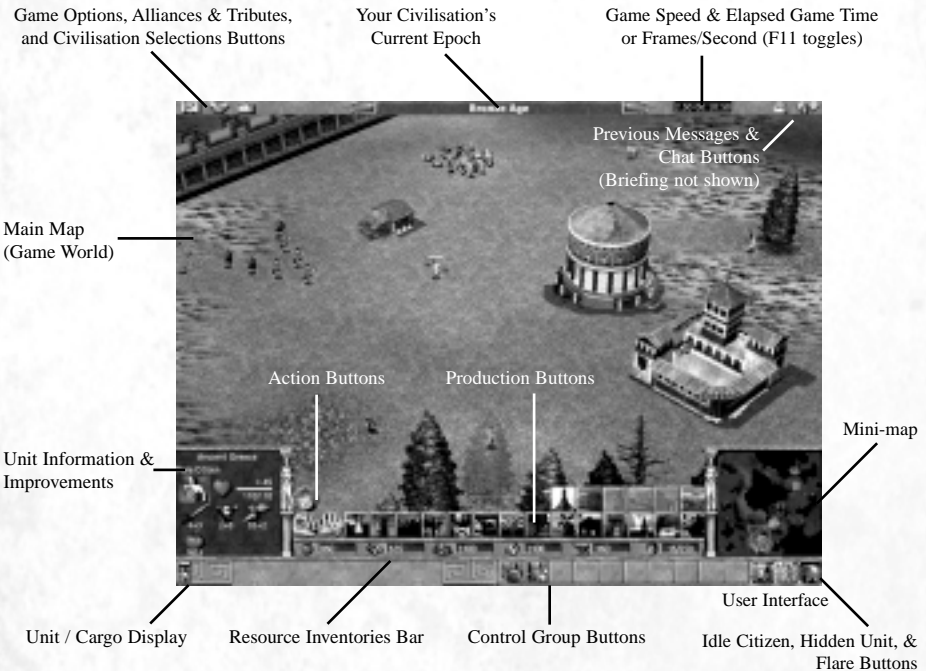 Game Options, Alliances & Tributes,
and Civilisation Selections Buttons
Your Civilisation's
Current Epoch
Game Speed & Elapsed Game Time
or Frames/Second (F11 toggles)
Bronze Age
Previous Messages &
Chat Buttons
(Briefing not shown)
Main Map
(Game World)
Action Buttons
Production Buttons
Mini-map
Unit Information &
Improvements
Ancient Greece
Citizen
User Interface
Unit / Cargo Display
Resource Inventories Bar
Control Group Buttons
Idle Citizen, Hidden Unit, &
Flare Buttons